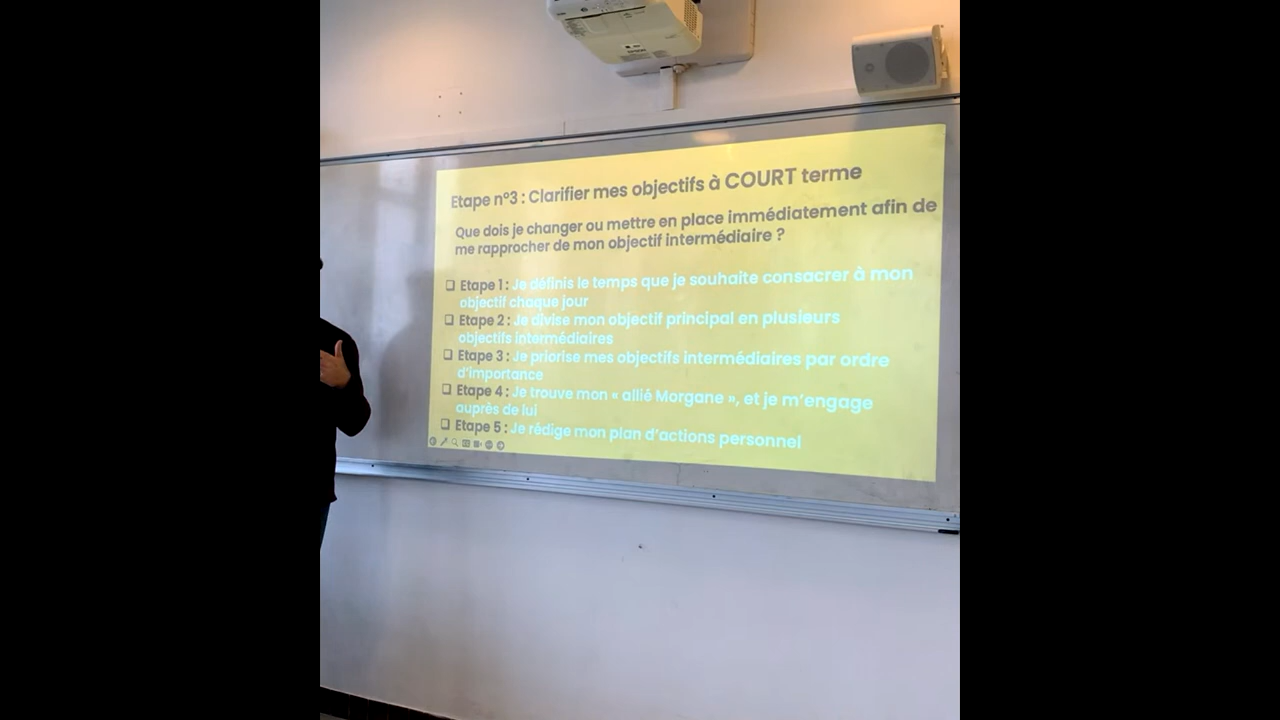 Etape n°3 : Clarifier mes objectifs à COURT terme
Que dois je changer ou mettre en place immédiatement afin de
me rapprocher de mon objectif intermédiaire ?
❑ Etape 1 : Je définis le temps que je souhaite consacrer à mon
objectif chaque jour
❑ Etape 2 : Je divise mon objectif principal en plusieurs
objectifs intermédiaires
❑ Etape 3 : Je priorise mes objectifs intermédiaires par ordre
d'importance
❑ Etape 4 : Je trouve mon « allié Morgane », et je m'engage
auprès de lui
❑ Etape 5 : Je rédige mon plan d'actions personnel